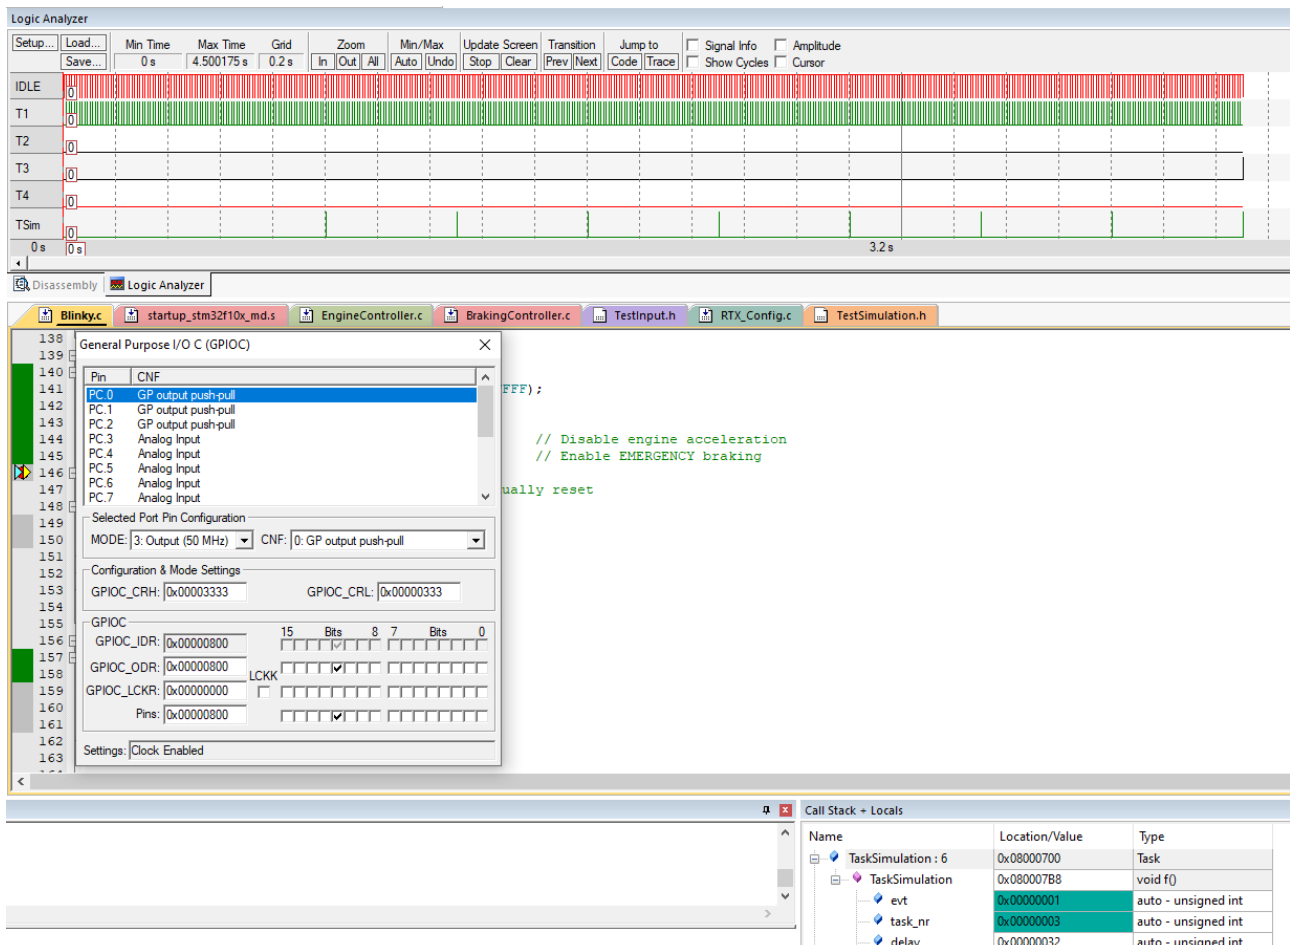 Logic Analyzer
Setup... Load... Min Time Max Time Grid Zoom Min/Max Update Screen Transition Jump to Signal Info Amplitude
Save... 0 s 4.500175 s 0.2 s In Out All Auto Undo Stop Clear Prev Next Code Trace Show Cycles Cursor
IDLE 0
T1 0
T2 0
T3 0
T4 0
TSim 0
0 s 0 s 3.2 s
Disassembly Logic Analyzer
Blinky.c startup_stm32f10x_md.s EngineController.c BrakingController.c TestInput.h RTX_Config.c TestSimulation.h
138
139
140
141 FFF);
142
143
144 // Disable engine acceleration
145 // Enable EMERGENCY braking
146
147 ually reset
148
149
150
151
152
153
154
155
156
157
158
159
160
161
162
163
General Purpose I/O C (GPIOC)
Pin CNF
PC.0 GP output push-pull
PC.1 GP output push-pull
PC.2 GP output push-pull
PC.3 Analog Input
PC.4 Analog Input
PC.5 Analog Input
PC.6 Analog Input
PC.7 Analog Input
Selected Port Pin Configuration
MODE: 3: Output (50 MHz) CNF: 0: GP output push-pull
Configuration & Mode Settings
GPIOC_CRH: 0x00003333 GPIOC_CRL: 0x00000333
GPIOC
15 Bits 8 7 Bits 0
GPIOC_IDR: 0x00000800
GPIOC_ODR: 0x00000800
LCKK
GPIOC_LCKR: 0x00000000
Pins: 0x00000800
Settings: Clock Enabled
Call Stack + Locals
Name Location/Value Type
TaskSimulation : 6 0x08000700 Task
TaskSimulation 0x080007B8 void f()
evt 0x00000001 auto - unsigned int
task_nr 0x00000003 auto - unsigned int
delay 0x00000032 auto - unsigned int